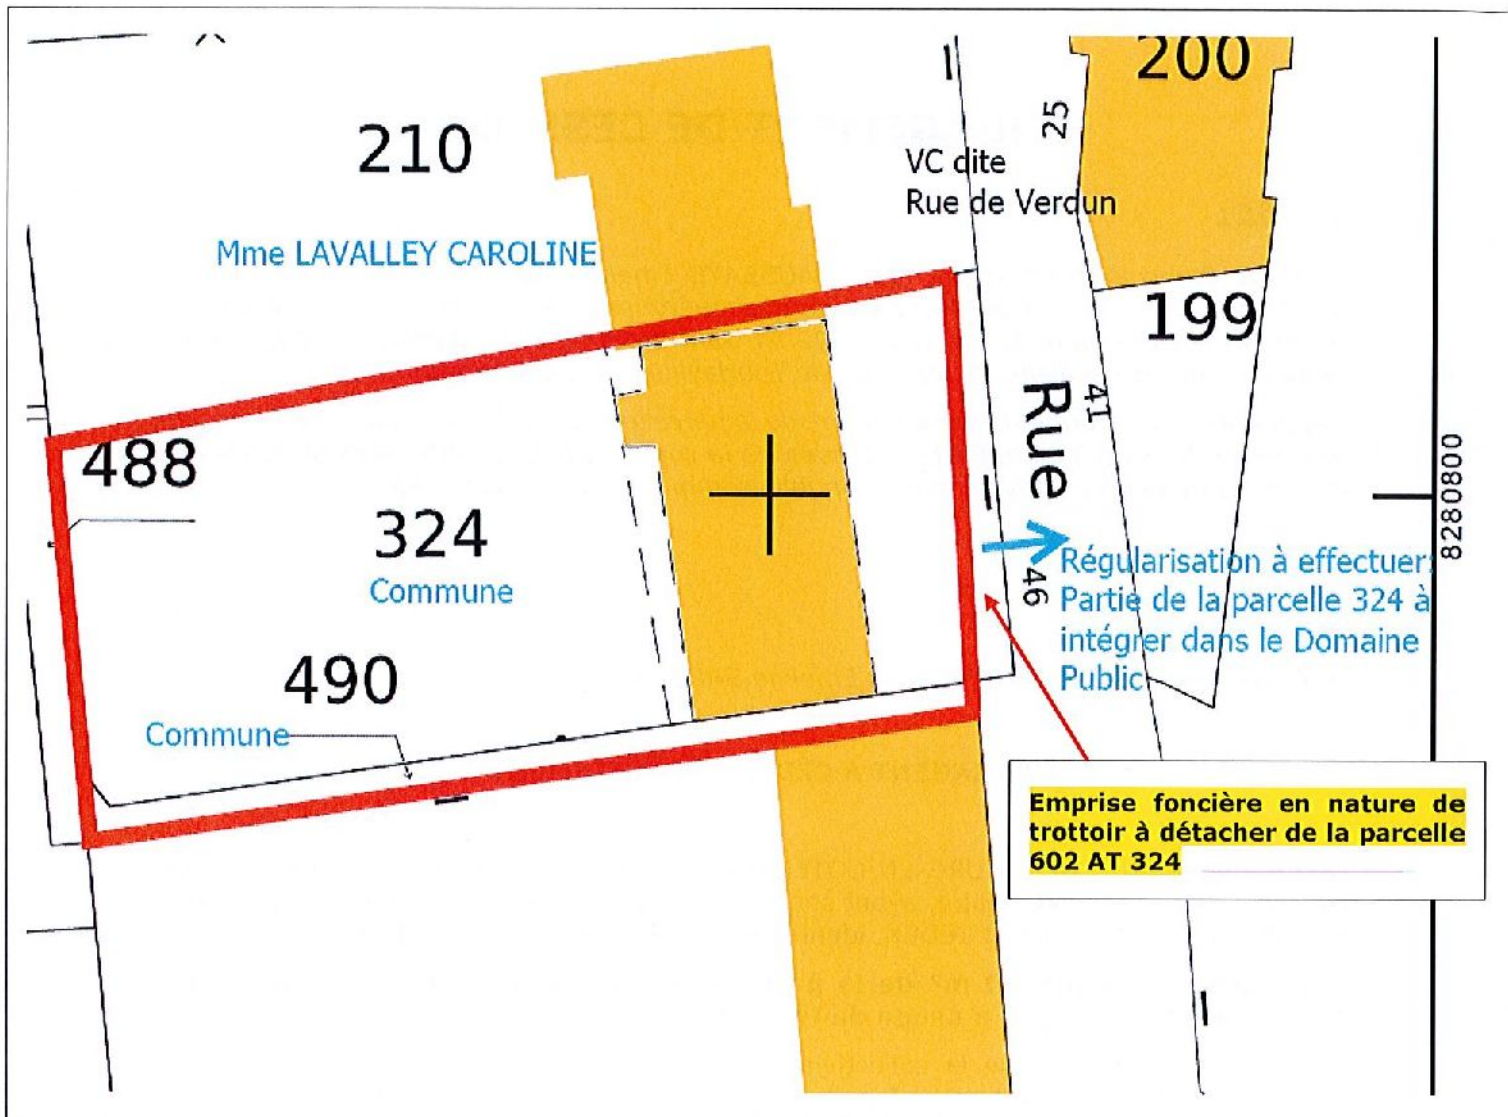 200
210
25
VC dite
Rue de Verdun
Mme LAVALLEY CAROLINE
199
Rue
41
488
8280800
324
Commune
46
Régularisation à effectuer:
Partie de la parcelle 324 à
intégrer dans le Domaine
Public
490
Commune
Emprise foncière en nature de
trottoir à détacher de la parcelle
602 AT 324